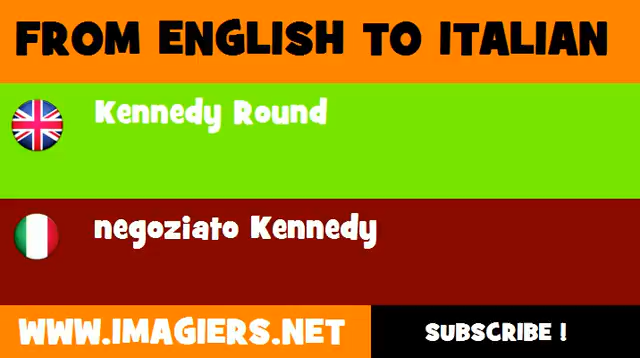 FROM ENGLISH TO ITALIAN
Kennedy Round
negoziato Kennedy
WWW.IMAGIERS.NET
SUBSCRIBE !